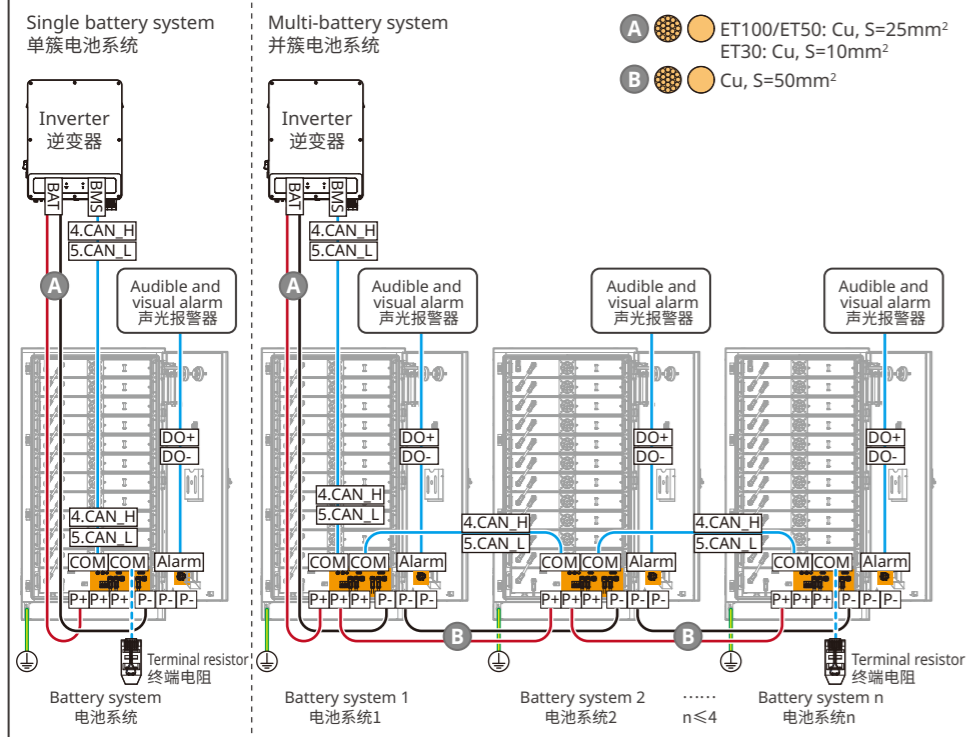 Single battery system
单簇电池系统
Multi-battery system
并簇电池系统
A ET100/ET50: Cu, S=25mm²
ET30: Cu, S=10mm²
B Cu, S=50mm²
Inverter
逆变器
BAT
BMS
4.CAN_H
5.CAN_L
A
Audible and
visual alarm
声光报警器
DO+
DO-
4.CAN_H
5.CAN_L
COM COM Alarm
P+ P+ P+ P- P- P-
Terminal resistor
终端电阻
Battery system
电池系统
Inverter
逆变器
BAT
BMS
4.CAN_H
5.CAN_L
A
Audible and
visual alarm
声光报警器
DO+
DO-
4.CAN_H
5.CAN_L
COM COM Alarm
P+ P+ P+ P- P- P-
Battery system 1
电池系统1
4.CAN_H
5.CAN_L
B
Audible and
visual alarm
声光报警器
DO+
DO-
COM COM Alarm
P+ P+ P+ P- P- P-
Battery system 2
电池系统2
4.CAN_H
5.CAN_L
B
……
n≤4
Audible and
visual alarm
声光报警器
DO+
DO-
COM COM Alarm
P+ P+ P+ P- P- P-
Terminal resistor
终端电阻
Battery system n
电池系统n